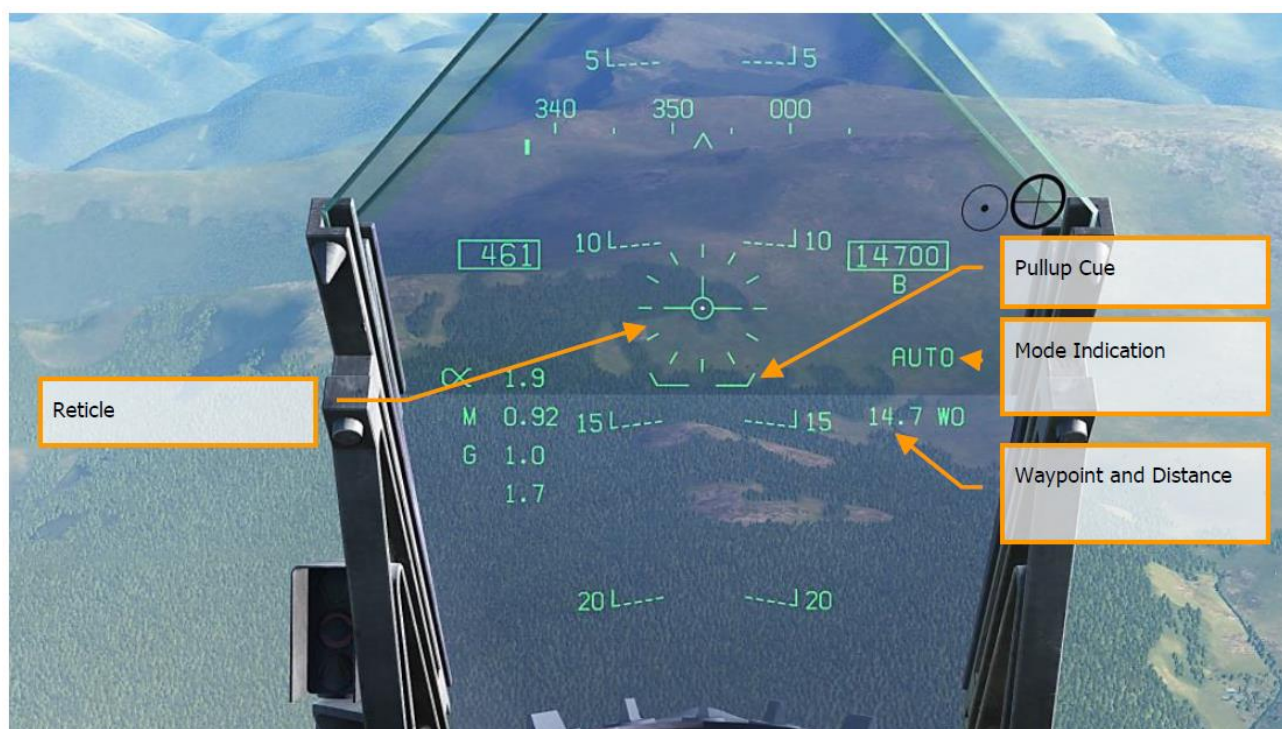 5 5
340 350 000
461 10 10 14700
B
Pullup Cue
AUTO
Mode Indication
α 1.9
Reticle
M 0.92 15 15 14.7 W0
G 1.0
Waypoint and Distance
1.7
20 20